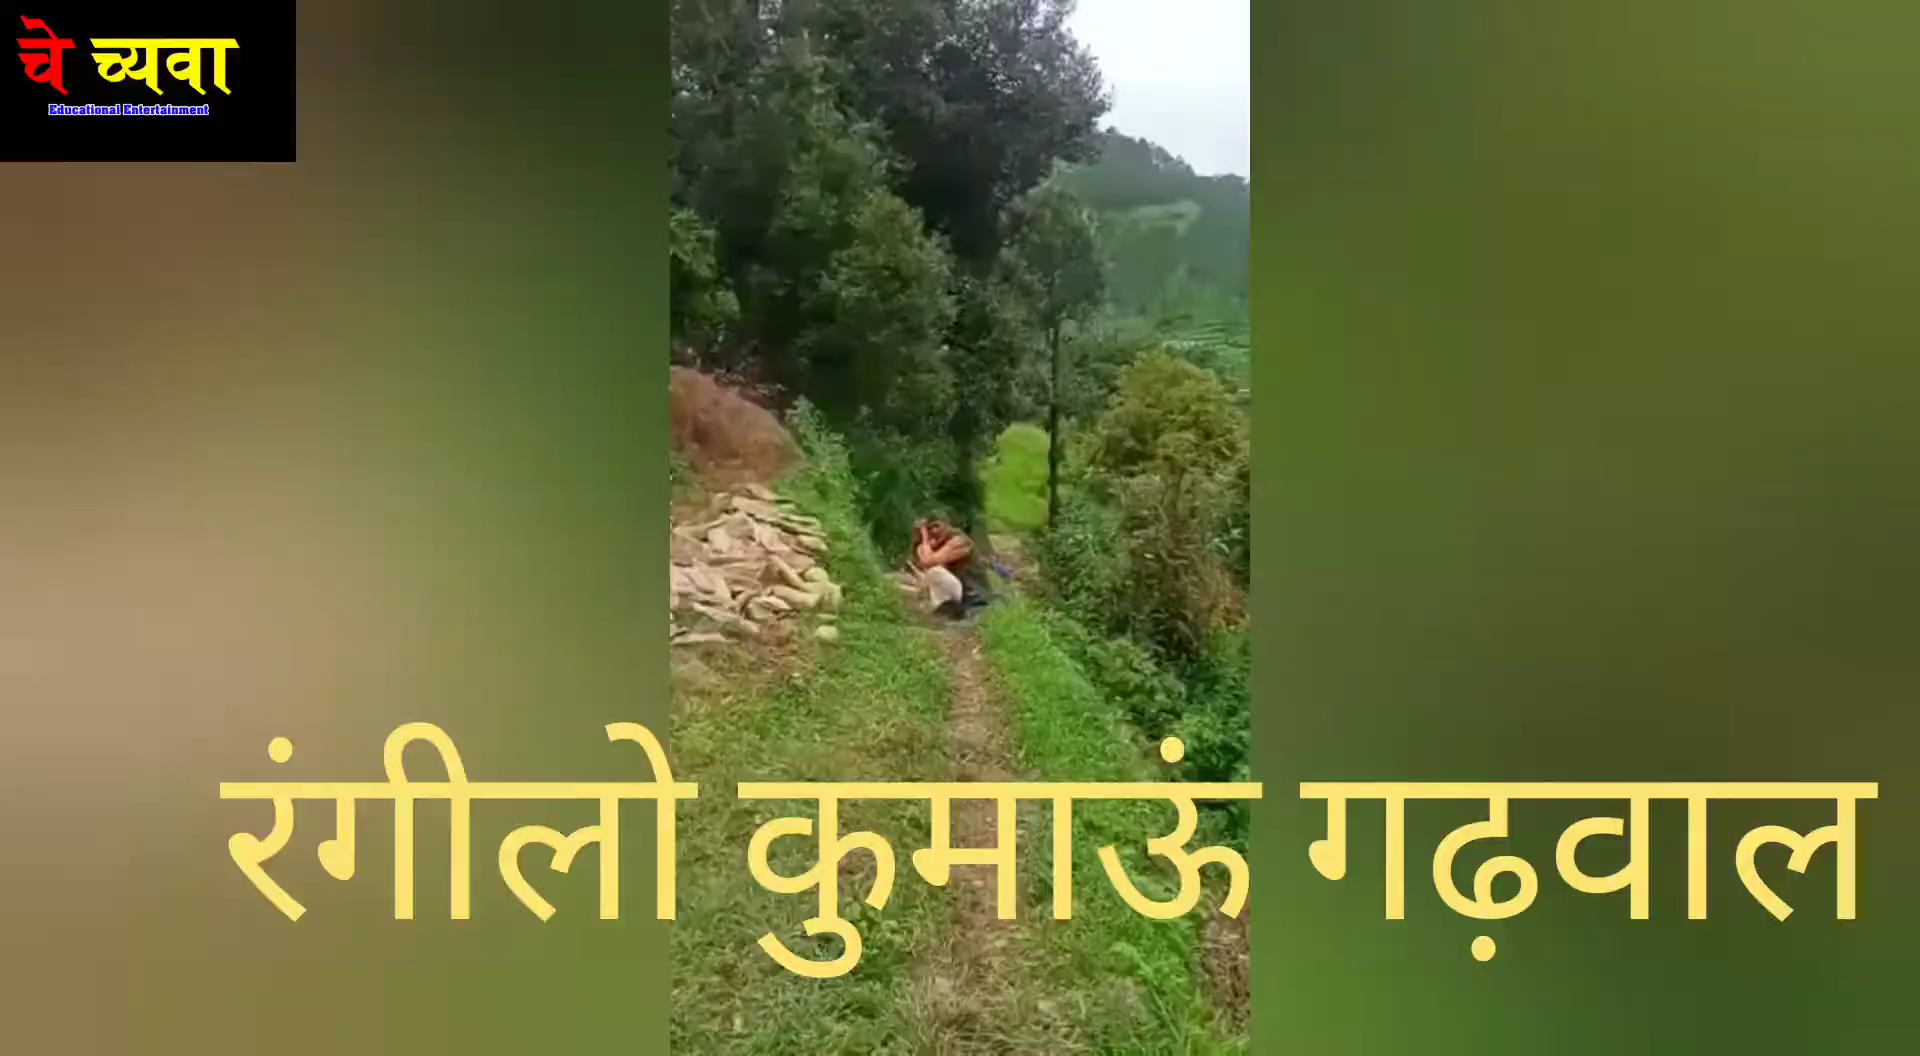 चे च्यवा
Educational Entertainment
रंगीलो कुमाऊं गढ़वाल